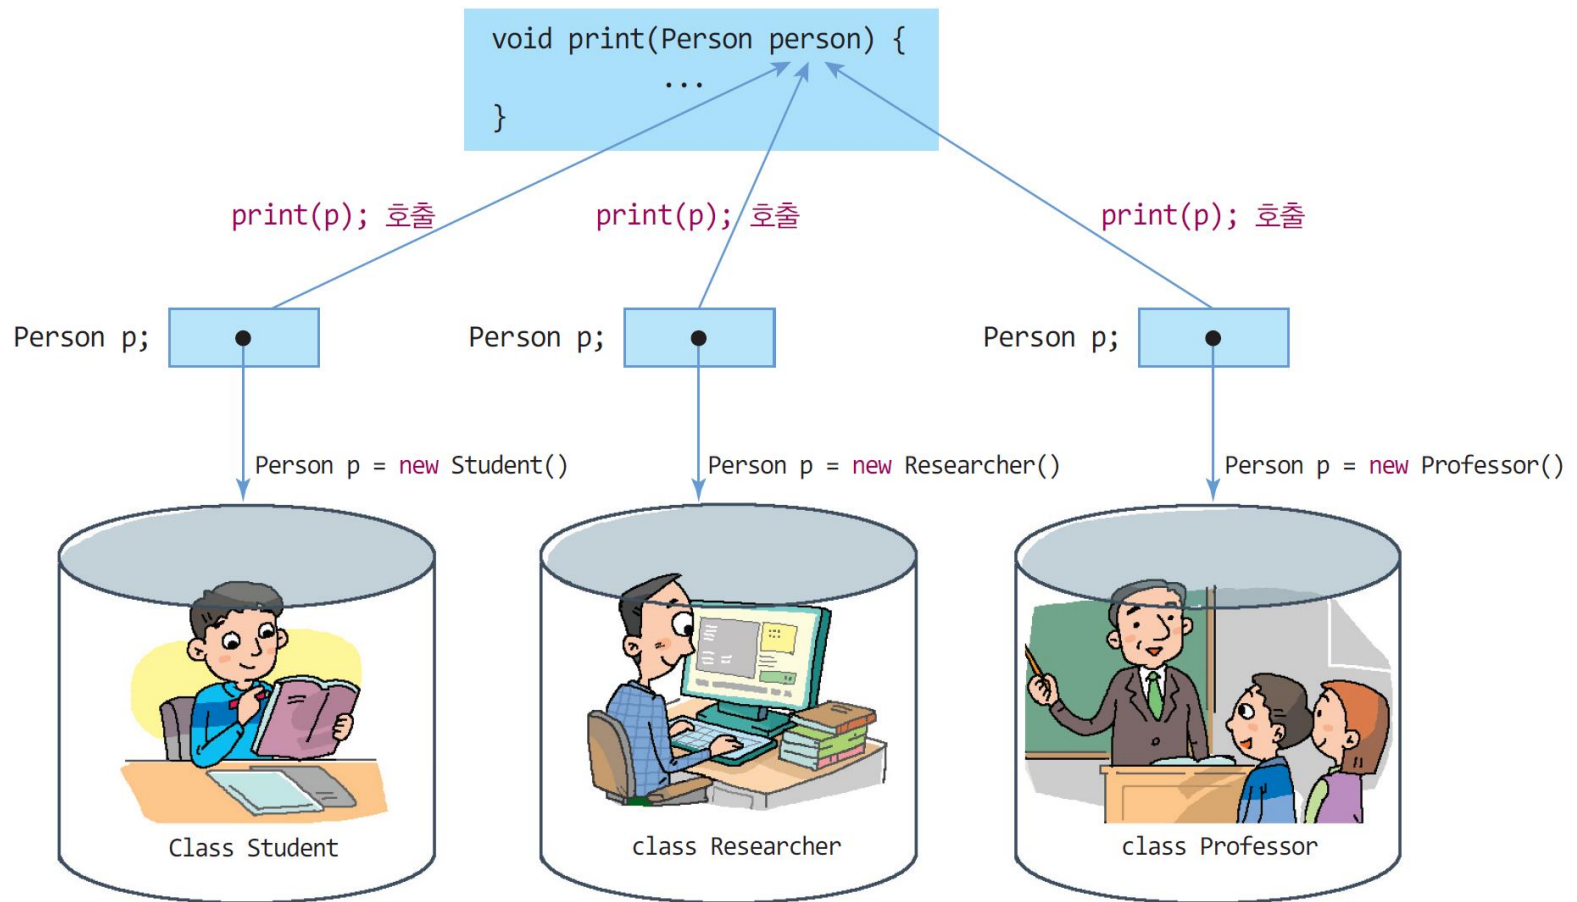 void print(Person person) {
...
}
print(p); 호출
print(p); 호출
print(p); 호출
Person p;
Person p;
Person p;
Person p = new Student()
Person p = new Researcher()
Person p = new Professor()
Class Student
class Researcher
class Professor